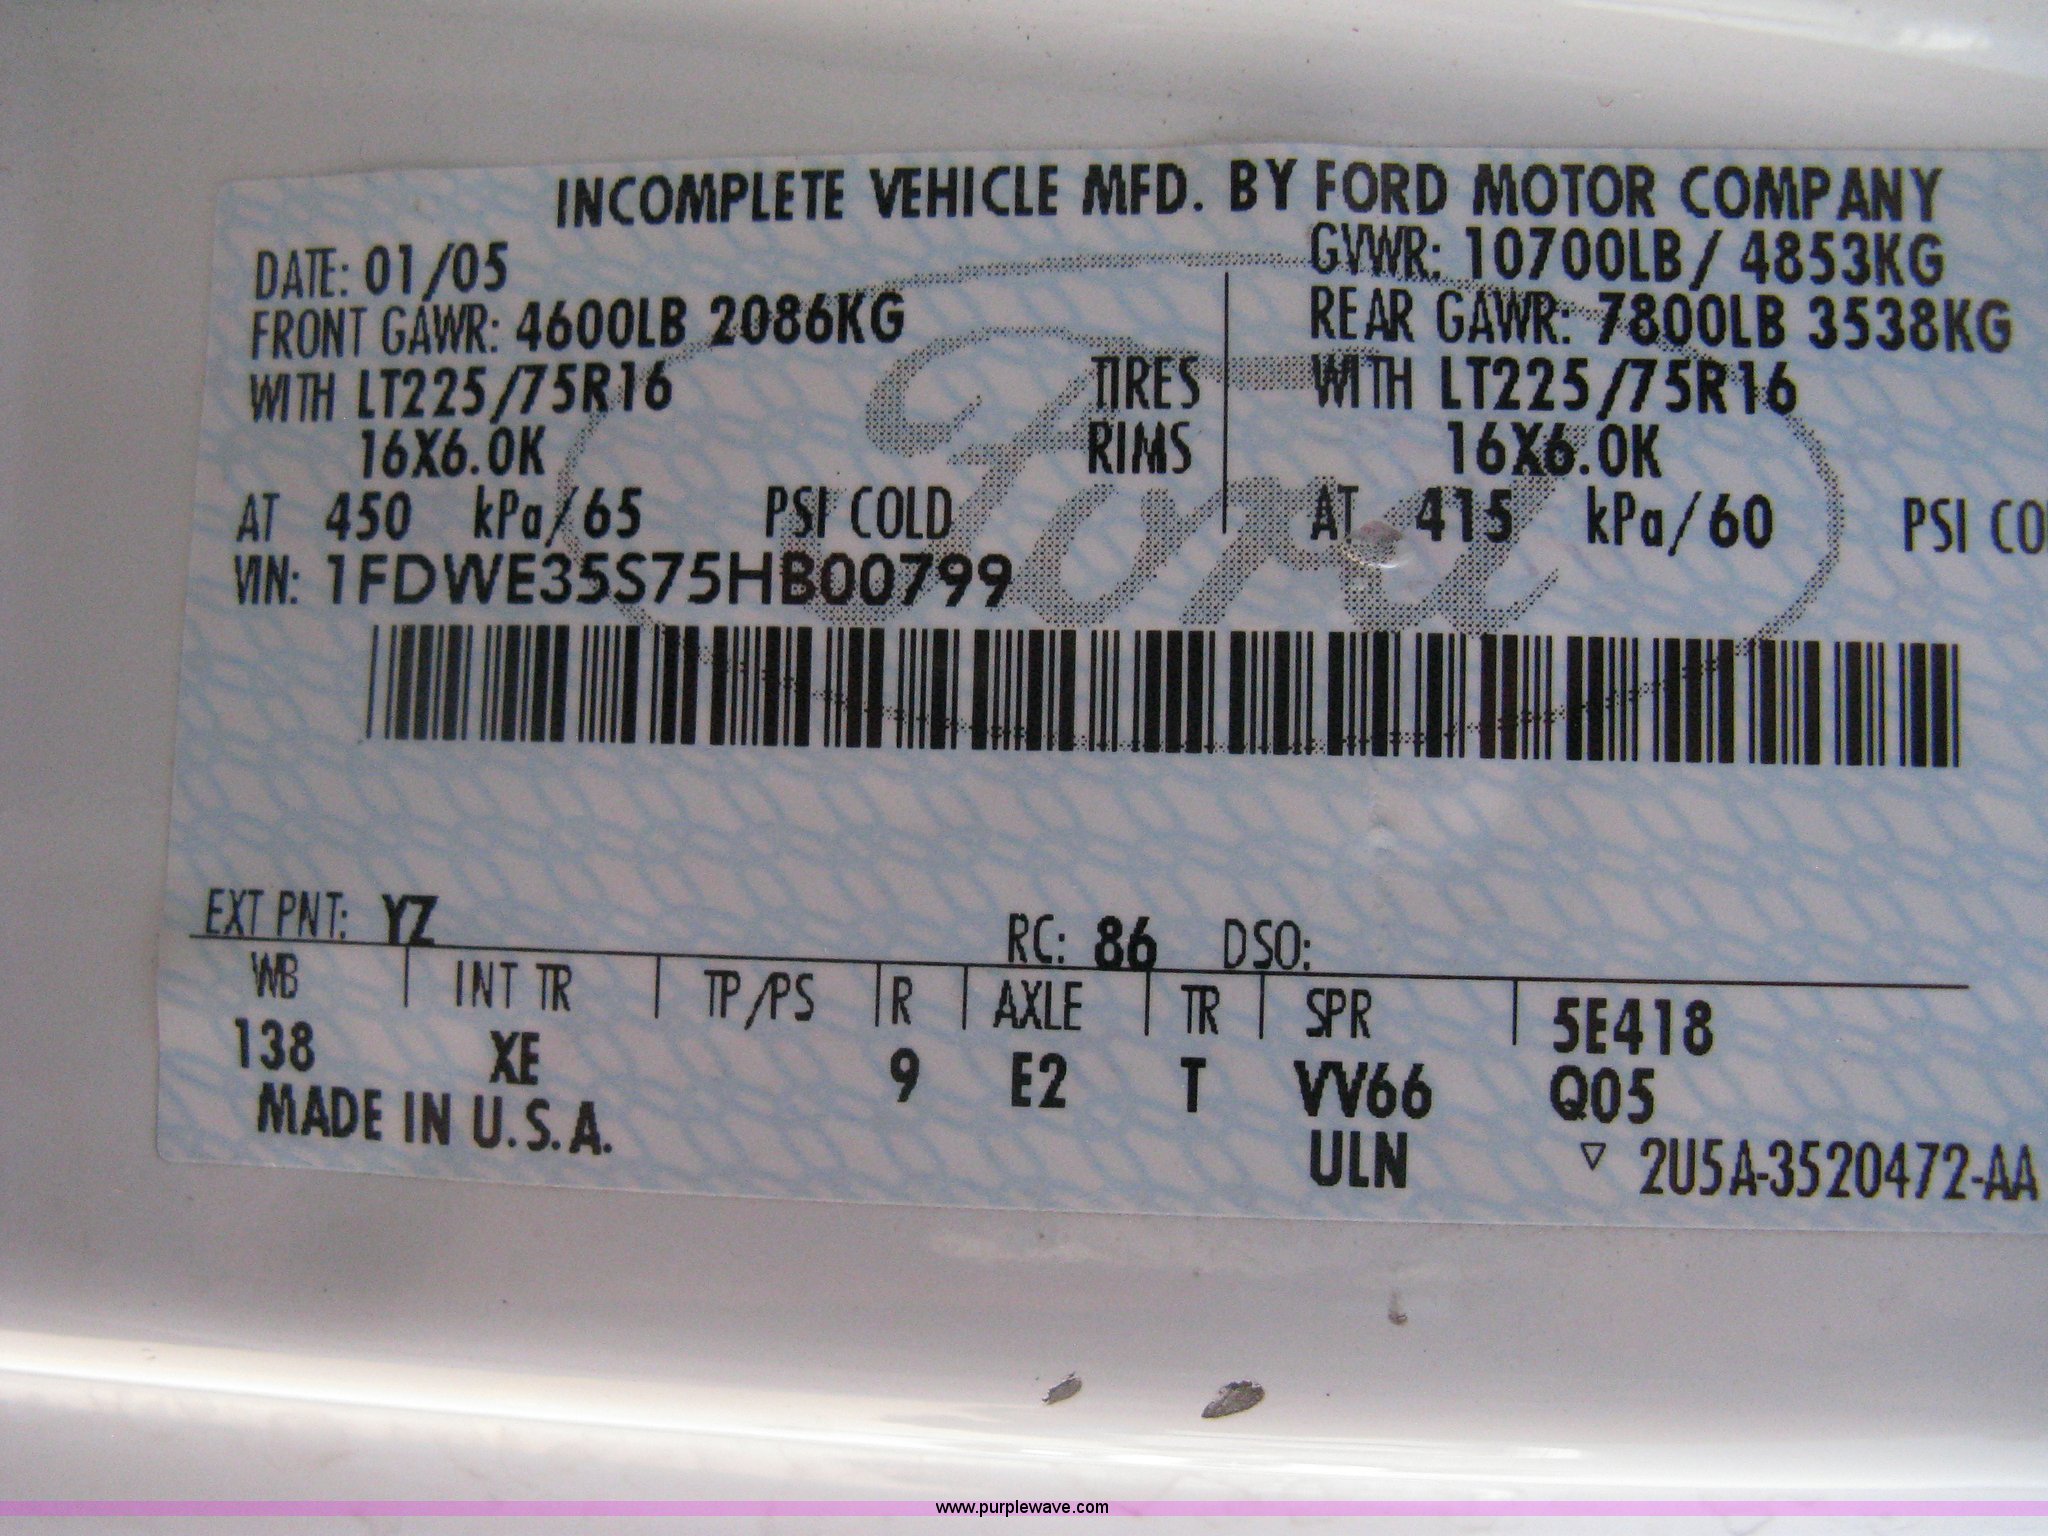 INCOMPLETE VEHICLE MFD. BY FORD MOTOR COMPANY
DATE: 01/05 GVWR: 10700LB/ 4853KG
FRONT GAWR: 4600LB 2086KG REAR GAWR: 7800LB 3538KG
WITH LT225/75R16 TIRES WITH LT225/75R16
16X6.0K RIMS 16X6.0K
AT 450 kPa/65 PSI COLD AT 415 kPa/60 PSI CO
VIN: 1FDWE35S75HB00799
Ford
EXT PNT: YZ RC: 86 DSO:
WB INT TR TP/PS R AXLE TR SPR 5E418
138 XE 9 E2 T VV66 Q05
MADE IN U.S.A. ULN ▽ 2U5A-3520472-AA
www.purplewave.com